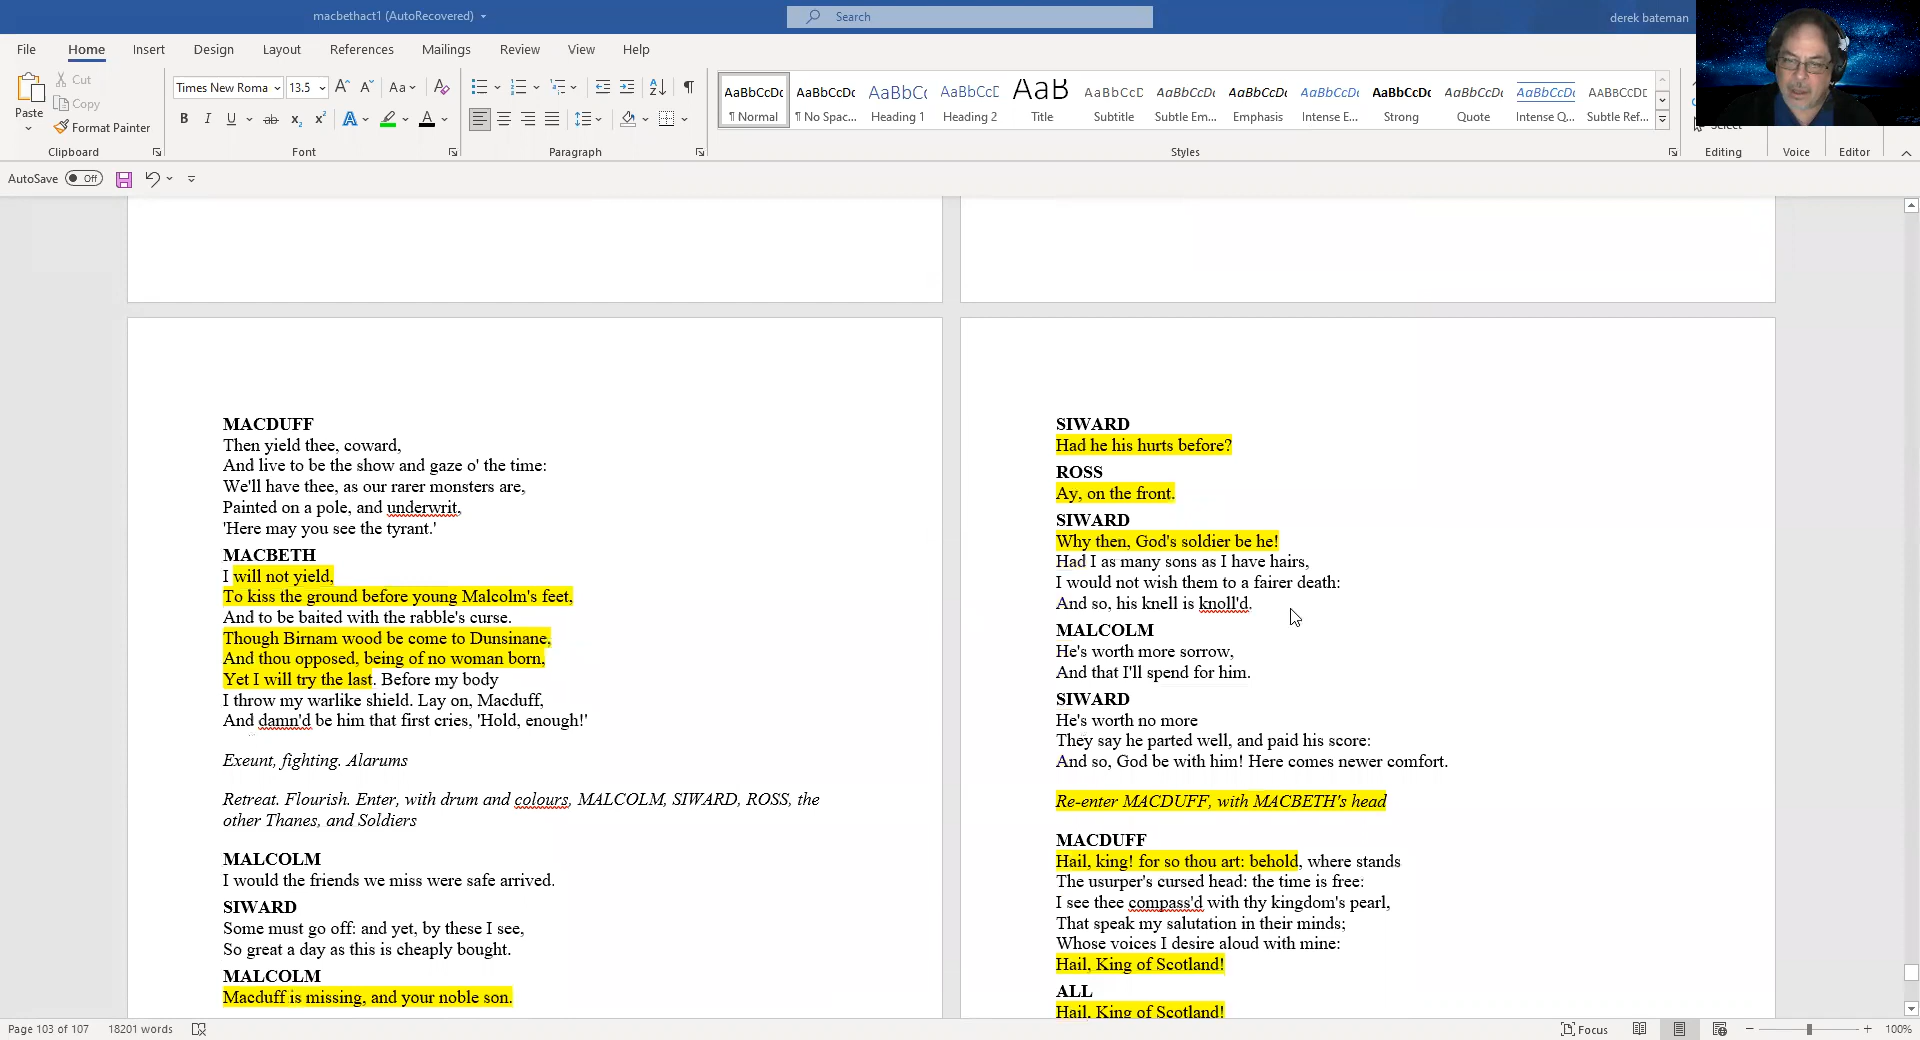 macbethact1 (AutoRecovered)
Search
derek bateman
File Home Insert Design Layout References Mailings Review View Help
Paste
Cut
Copy
Format Painter
Clipboard
Times New Roma 13.5
Font
Paragraph
AaBbCcDc ¶ Normal
AaBbCcDc ¶ No Spac...
AaBbCc Heading 1
AaBbCcD Heading 2
AaB Title
AaBbCcD Subtitle
AaBbCcDc Subtle Em...
AaBbCcDc Emphasis
AaBbCcDc Intense E...
AaBbCcDc Strong
AaBbCcDc Quote
AaBbCcDc Intense Q...
AABBCCDE Subtle Ref...
Styles
Select
Editing
Voice
Editor
AutoSave Off
MACDUFF
Then yield thee, coward,
And live to be the show and gaze o' the time:
We'll have thee, as our rarer monsters are,
Painted on a pole, and underwrit,
'Here may you see the tyrant.'
MACBETH
I will not yield,
To kiss the ground before young Malcolm's feet,
And to be baited with the rabble's curse.
Though Birnam wood be come to Dunsinane,
And thou opposed, being of no woman born,
Yet I will try the last. Before my body
I throw my warlike shield. Lay on, Macduff,
And damn'd be him that first cries, 'Hold, enough!'
Exeunt, fighting. Alarums
Retreat. Flourish. Enter, with drum and colours, MALCOLM, SIWARD, ROSS, the
other Thanes, and Soldiers
MALCOLM
I would the friends we miss were safe arrived.
SIWARD
Some must go off: and yet, by these I see,
So great a day as this is cheaply bought.
MALCOLM
Macduff is missing, and your noble son.
SIWARD
Had he his hurts before?
ROSS
Ay, on the front.
SIWARD
Why then, God's soldier be he!
Had I as many sons as I have hairs,
I would not wish them to a fairer death:
And so, his knell is knoll'd.
MALCOLM
He's worth more sorrow,
And that I'll spend for him.
SIWARD
He's worth no more
They say he parted well, and paid his score:
And so, God be with him! Here comes newer comfort.
Re-enter MACDUFF, with MACBETH's head
MACDUFF
Hail, king! for so thou art: behold, where stands
The usurper's cursed head: the time is free:
I see thee compass'd with thy kingdom's pearl,
That speak my salutation in their minds;
Whose voices I desire aloud with mine:
Hail, King of Scotland!
ALL
Hail, King of Scotland!
Page 103 of 107 18201 words
Focus
100%